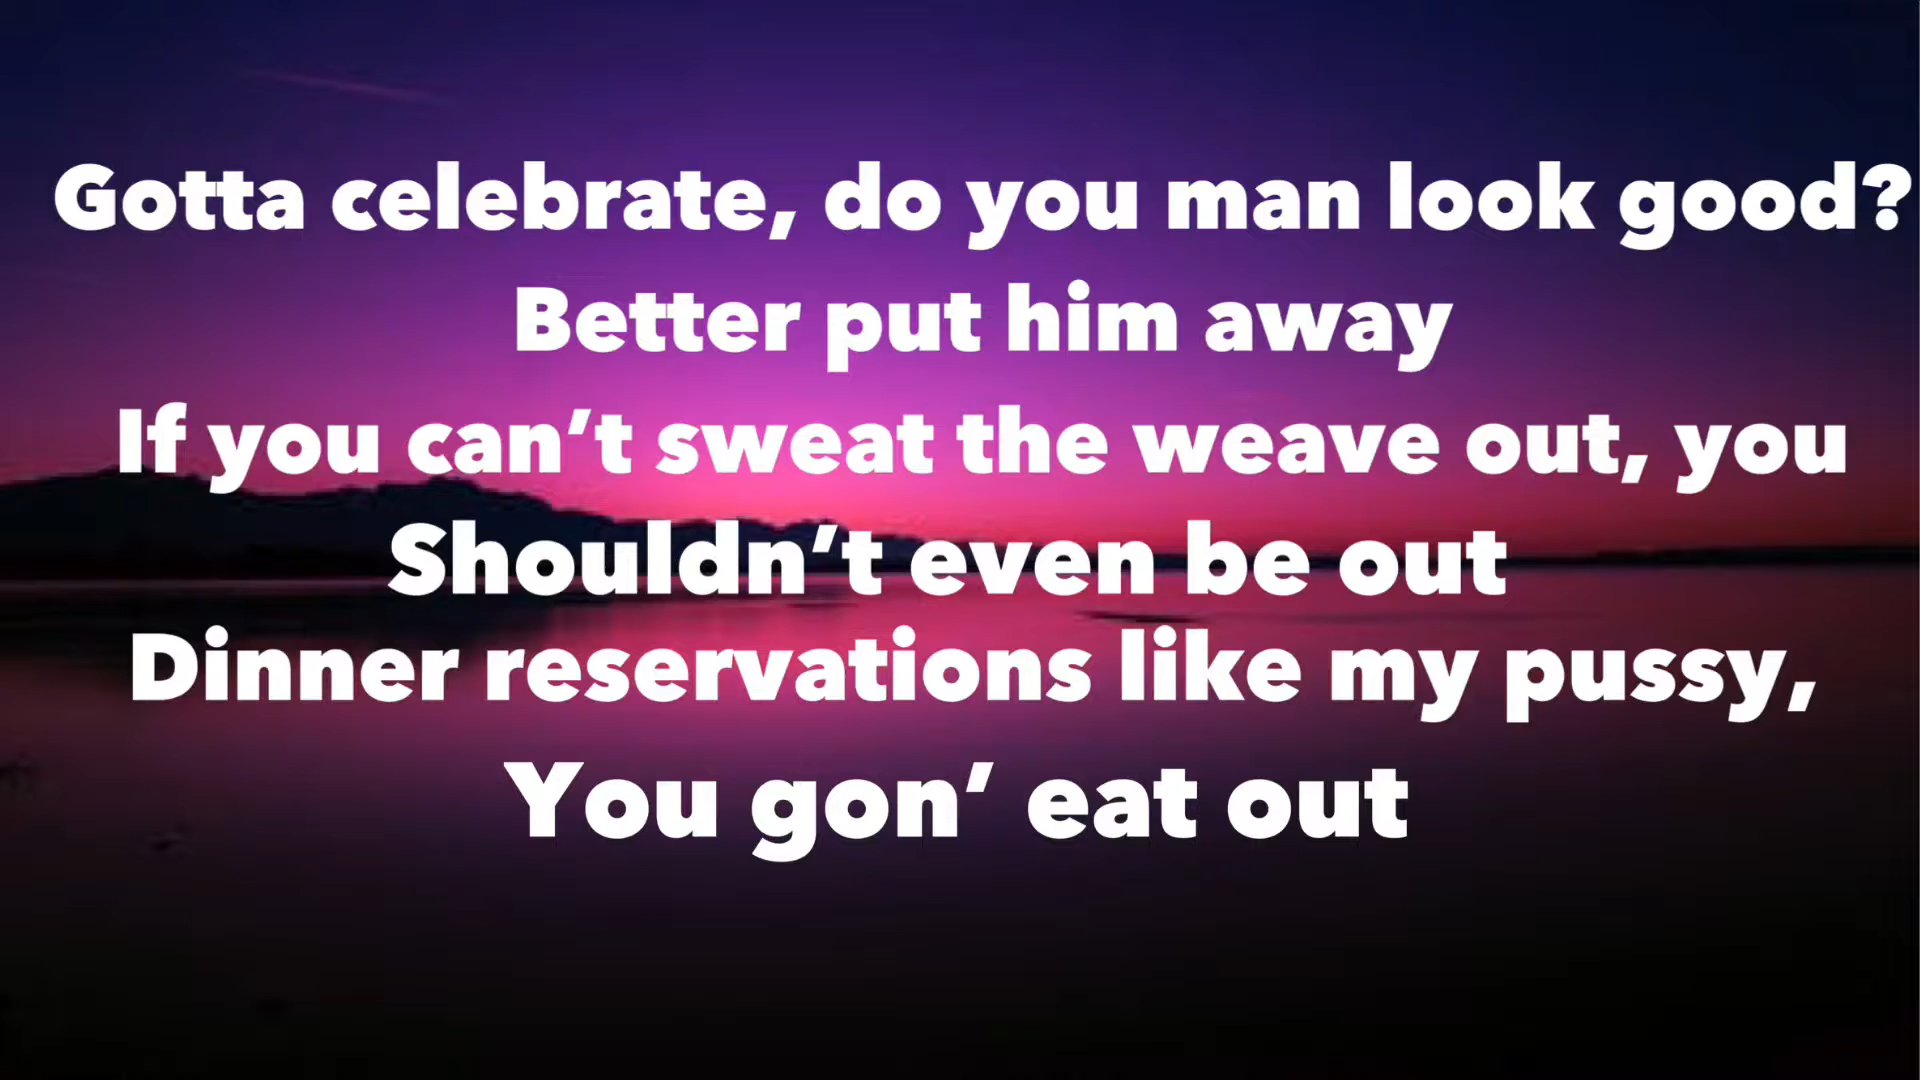 Gotta celebrate, do you man look good?
Better put him away
If you can’t sweat the weave out, you
Shouldn’t even be out
Dinner reservations like my pussy,
You gon’ eat out